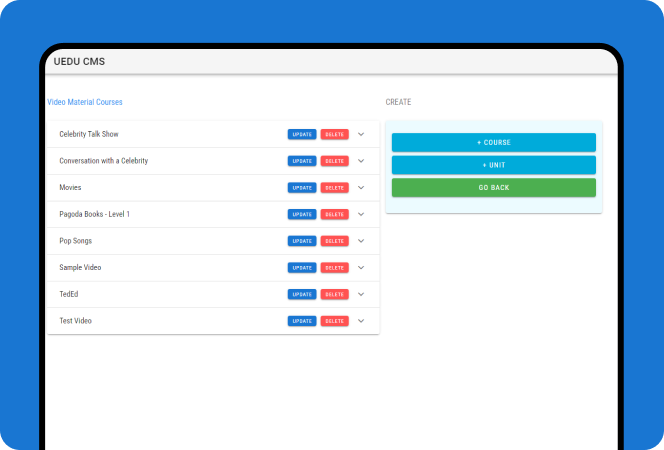 UEDU CMS
Video Material Courses
CREATE
Celebrity Talk Show UPDATE DELETE
Conversation with a Celebrity UPDATE DELETE
Movies UPDATE DELETE
Pagoda Books - Level 1 UPDATE DELETE
Pop Songs UPDATE DELETE
Sample Video UPDATE DELETE
TedEd UPDATE DELETE
Test Video UPDATE DELETE
+ COURSE
+ UNIT
GO BACK